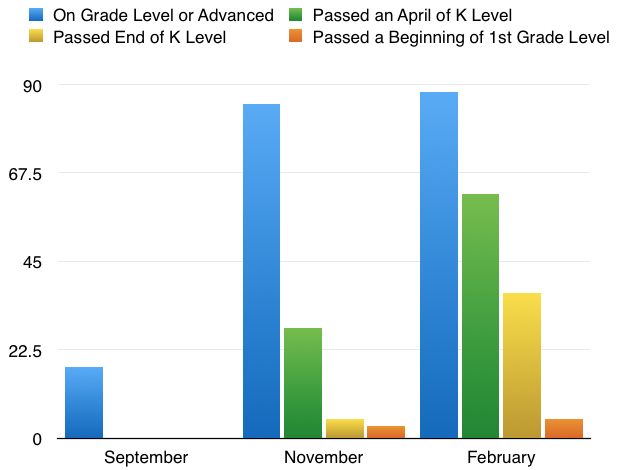 On Grade Level or Advanced
Passed an April of K Level
Passed End of K Level
Passed a Beginning of 1st Grade Level
90
67.5
45
22.5
0
September
November
February